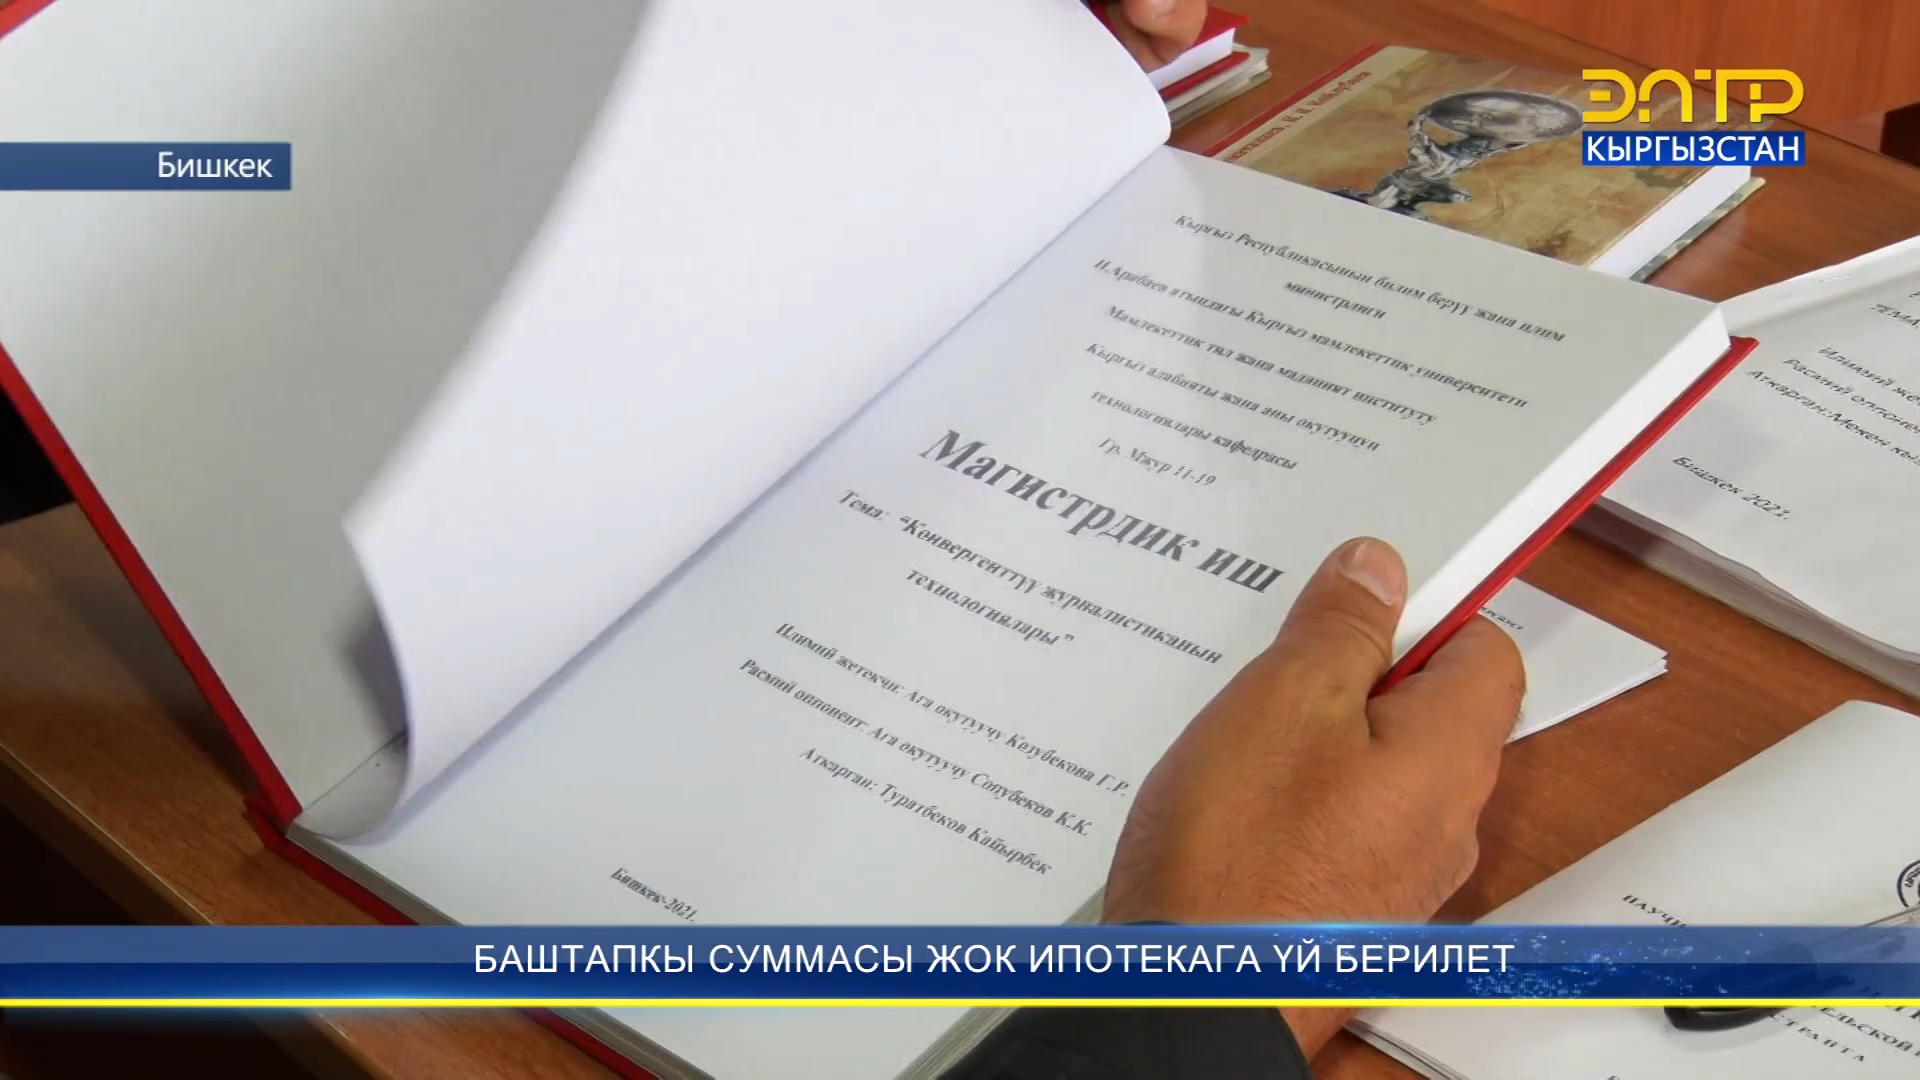 ЭЛТР
КЫРГЫЗСТАН
Бишкек
Кыргыз Республикасынын билим берүү жана илим
министрлиги
И.Арабаев атындагы Кыргыз мамлекеттик университети
Мамлекеттик тил жана маданият институту
Кыргыз адабияты жана аны окутуунун
технологиялары кафедрасы
Гр. Мжур 11-19
Магистрдик иш
Тема: "Конвергенттүү журналистиканын
технологиялары"
Илимий жетекчи: Ага окутуучу Козубекова Г.Р.
Расмий оппонент: Ага окутуучу Сопубеков К.К.
Аткарган: Туратбеков Кайырбек
Бишкек-2021.
Бишкек 2021.
БАШТАПКЫ СУММАСЫ ЖОК ИПОТЕКАГА ҮЙ БЕРИЛЕТ